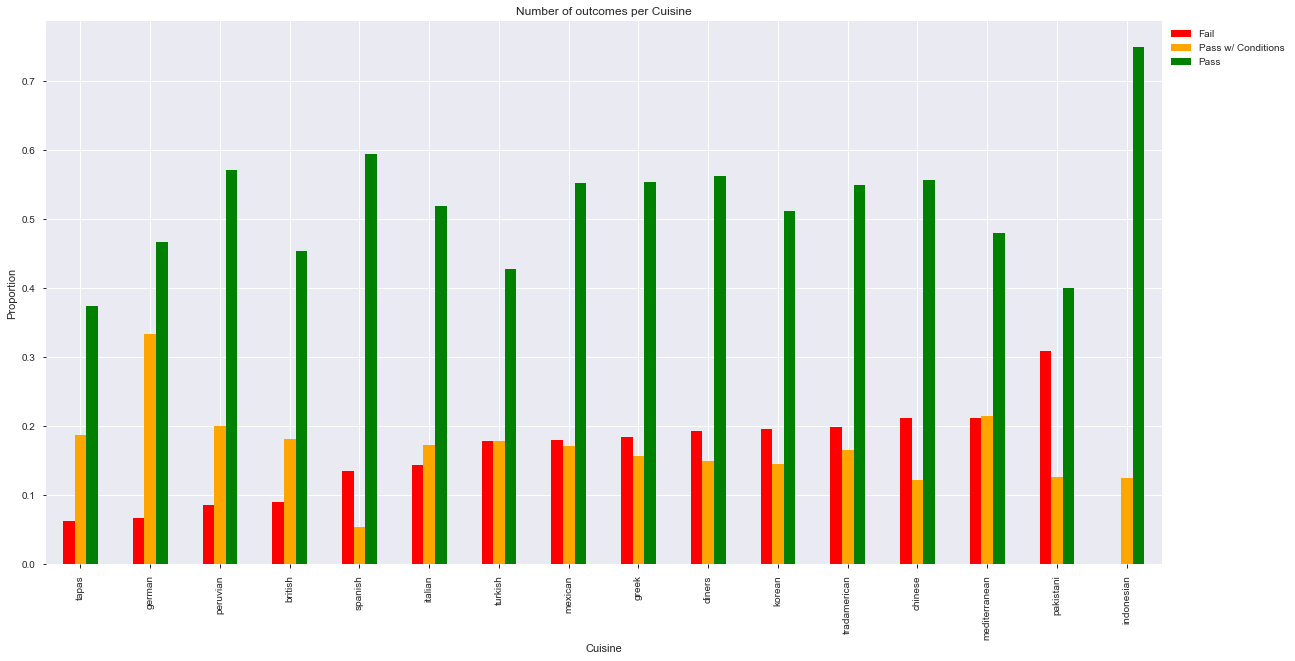 Number of outcomes per Cuisine
Fail
Pass w/ Conditions
Pass
Proportion
0.7
0.6
0.5
0.4
0.3
0.2
0.1
0.0
tapas
german
peruvian
british
spanish
italian
turkish
mexican
greek
diners
korean
tradamerican
chinese
mediterranean
pakistani
indonesian
Cuisine